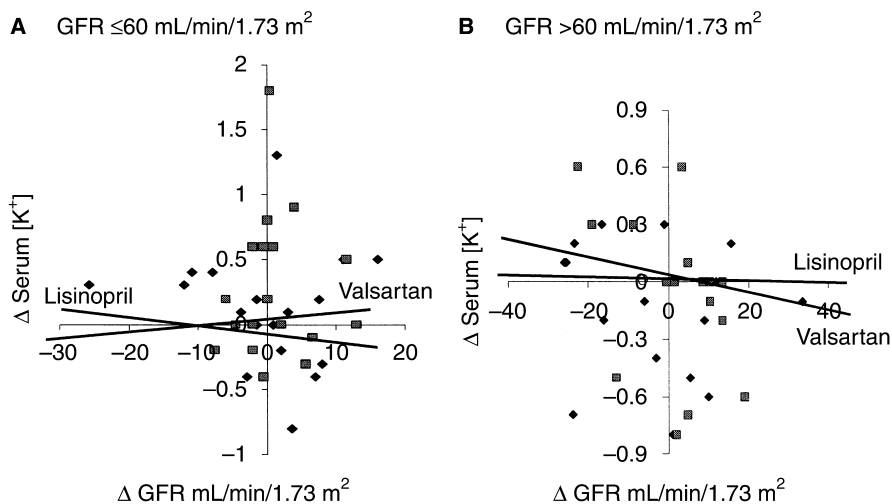 A GFR ≤60 mL/min/1.73 m²
B GFR >60 mL/min/1.73 m²
2
1.5
1
0.5
0
−0.5
−1
−30 −20 −10 0 10 20
Δ Serum [K⁺]
Lisinopril
Valsartan
Δ GFR mL/min/1.73 m²
0.9
0.6
0.3
0
−0.3
−0.6
−0.9
−40 −20 0 20 40
Δ Serum [K⁺]
Lisinopril
Valsartan
Δ GFR mL/min/1.73 m²